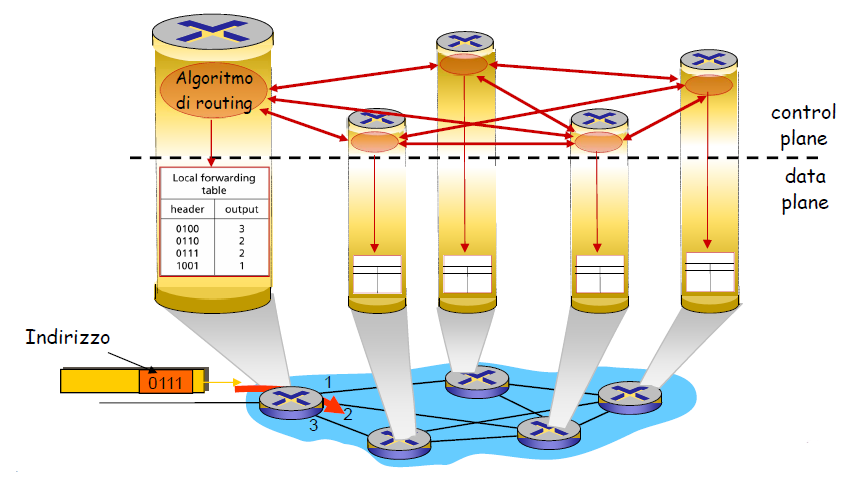 Algoritmo
di routing
control
plane
data
plane
Local forwarding
table
header output
0100 3
0110 2
0111 2
1001 1
Indirizzo
0111
1
2
3